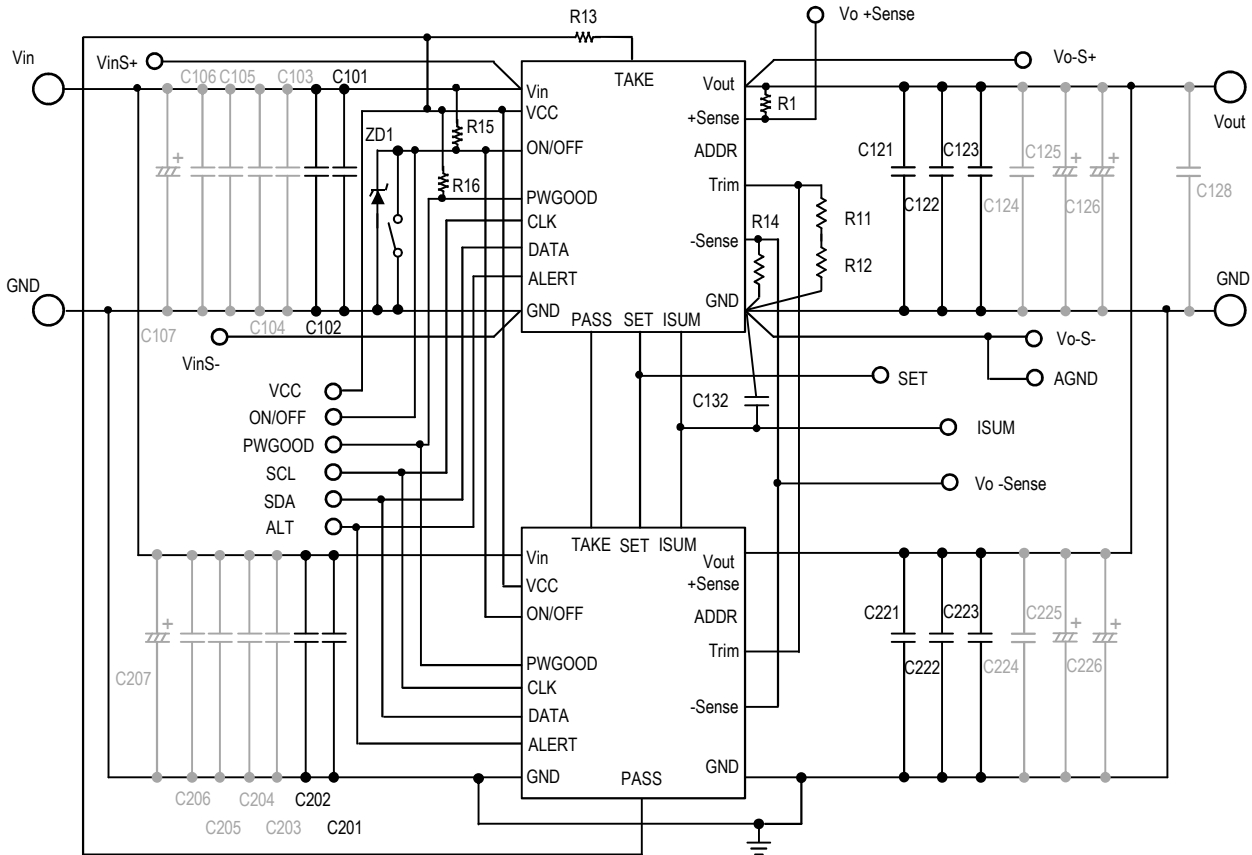 R13
Vo +Sense
Vin
VinS+
C106
C105
C103
C101
TAKE
Vo-S+
Vin
VCC
ON/OFF
PWGOOD
CLK
DATA
ALERT
GND
Vout
+Sense
ADDR
Trim
-Sense
GND
R1
Vout
ZD1
R15
R16
C121
C123
C125
C122
C124
C126
C128
R14
R11
R12
GND
GND
C107
C104
C102
VinS-
PASS
SET
ISUM
Vo-S-
AGND
SET
C132
ISUM
Vo -Sense
VCC
ON/OFF
PWGOOD
SCL
SDA
ALT
TAKE
SET
ISUM
Vin
VCC
ON/OFF
PWGOOD
CLK
DATA
ALERT
GND
Vout
+Sense
ADDR
Trim
-Sense
GND
PASS
C221
C223
C225
C222
C224
C226
C207
C206
C204
C202
C205
C203
C201